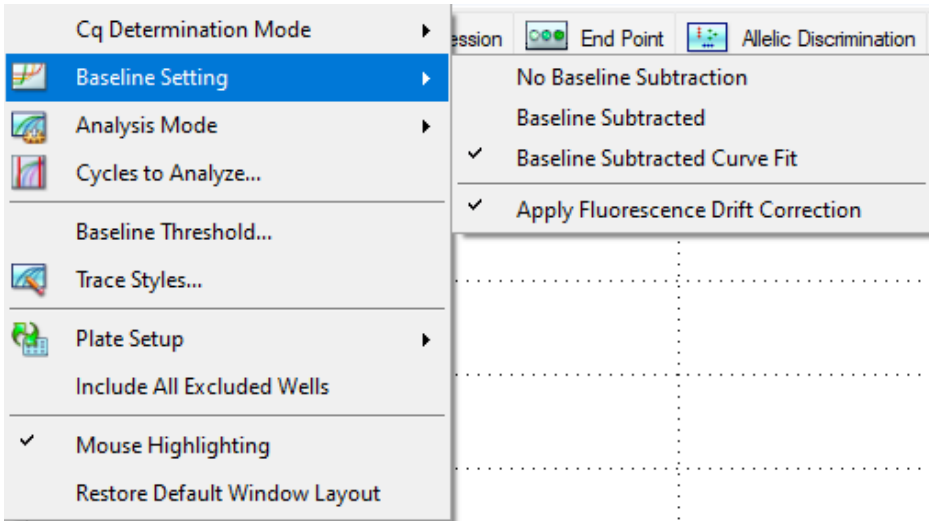 Cq Determination Mode
Baseline Setting
Analysis Mode
Cycles to Analyze...
Baseline Threshold...
Trace Styles...
Plate Setup
Include All Excluded Wells
Mouse Highlighting
Restore Default Window Layout
ession End Point Allelic Discrimination
No Baseline Subtraction
Baseline Subtracted
Baseline Subtracted Curve Fit
Apply Fluorescence Drift Correction